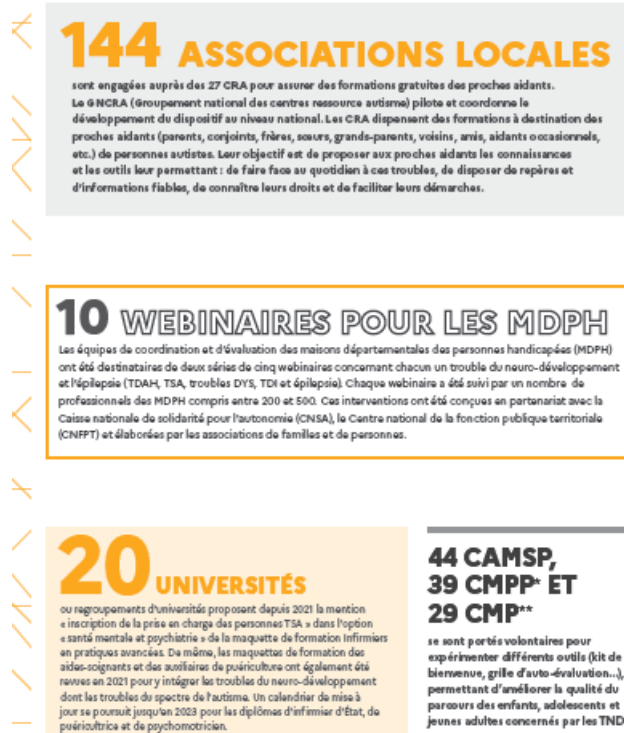 144 ASSOCIATIONS LOCALES
sont engagées auprès des 27 CRA pour assurer des formations gratuites des proches aidants.
Le GNCRA (Groupement national des centres ressource autisme) pilote et coordonne le
développement du dispositif au niveau national. Les CRA dispensent des formations à destination des
proches aidants (parents, conjoints, frères, sœurs, grands-parents, voisins, amis, aidants occasionnels,
etc.) de personnes autistes. Leur objectif est de proposer aux proches aidants les connaissances
et les outils leur permettant : de faire face au quotidien à ces troubles, de disposer de repères et
d'informations fiables, de connaître leurs droits et de faciliter leurs démarches.
10 WEBINAIRES POUR LES MDPH
Les équipes de coordination et d'évaluation des maisons départementales des personnes handicapées (MDPH)
ont été destinataires de deux séries de cinq webinaires concernant chacun un trouble du neuro-développement
et l'épilepsie (TDAH, TSA, troubles DYS, TDI et épilepsie). Chaque webinaire a été suivi par un nombre de
professionnels des MDPH compris entre 200 et 500. Ces interventions ont été conçues en partenariat avec la
Caisse nationale de solidarité pour l'autonomie (CNSA), le Centre national de la fonction publique territoriale
(CNFPT) et élaborées par les associations de familles et de personnes.
20 UNIVERSITÉS
ou regroupements d'universités proposent depuis 2021 la mention
« inscription de la prise en charge des personnes TSA » dans l'option
« santé mentale et psychiatrie » de la maquette de formation Infirmiers
en pratiques avancées. De même, les maquettes de formation des
aides-soignants et des auxiliaires de puériculture ont également été
revues en 2021 pour y intégrer les troubles du neuro-développement
dont les troubles du spectre de l'autisme. Un calendrier de mise à
jour se poursuit jusqu'en 2023 pour les diplômes d'infirmier d'État, de
puéricultrice et de psychomotricien.
44 CAMSP,
39 CMPP* ET
29 CMP**
se sont portés volontaires pour
expérimenter différents outils (kit de
bienvenue, grille d'auto-évaluation...),
permettant d'améliorer la qualité du
parcours des enfants, adolescents et
jeunes adultes concernés par les TND